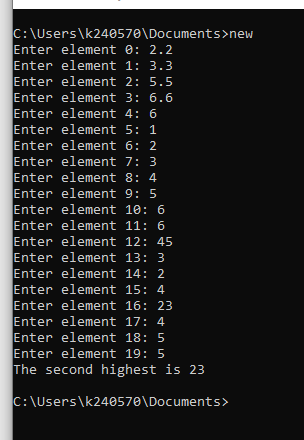 C:\Users\k240570\Documents>new
Enter element 0: 2.2
Enter element 1: 3.3
Enter element 2: 5.5
Enter element 3: 6.6
Enter element 4: 6
Enter element 5: 1
Enter element 6: 2
Enter element 7: 3
Enter element 8: 4
Enter element 9: 5
Enter element 10: 6
Enter element 11: 6
Enter element 12: 45
Enter element 13: 3
Enter element 14: 2
Enter element 15: 4
Enter element 16: 23
Enter element 17: 4
Enter element 18: 5
Enter element 19: 5
The second highest is 23
C:\Users\k240570\Documents>